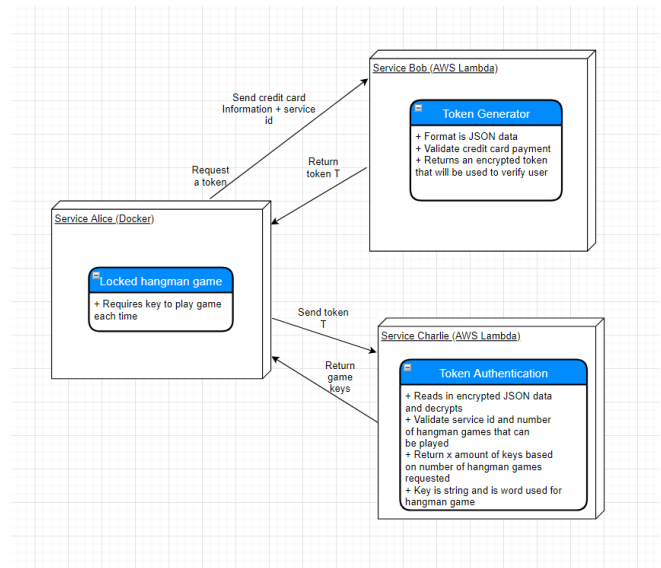 Service Bob (AWS Lambda)
Token Generator
+ Format is JSON data
+ Validate credit card payment
+ Returns an encrypted token
that will be used to verify user
Send credit card
Information + service
id
Request
a token
Return
token T
Service Alice (Docker)
Locked hangman game
+ Requires key to play game
each time
Send token
T
Return
game
keys
Service Charlie (AWS Lambda)
Token Authentication
+ Reads in encrypted JSON data
and decrypts
+ Validate service id and number
of hangman games that can
be played
+ Return x amount of keys based
on number of hangman games
requested
+ Key is string and is word used for
hangman game